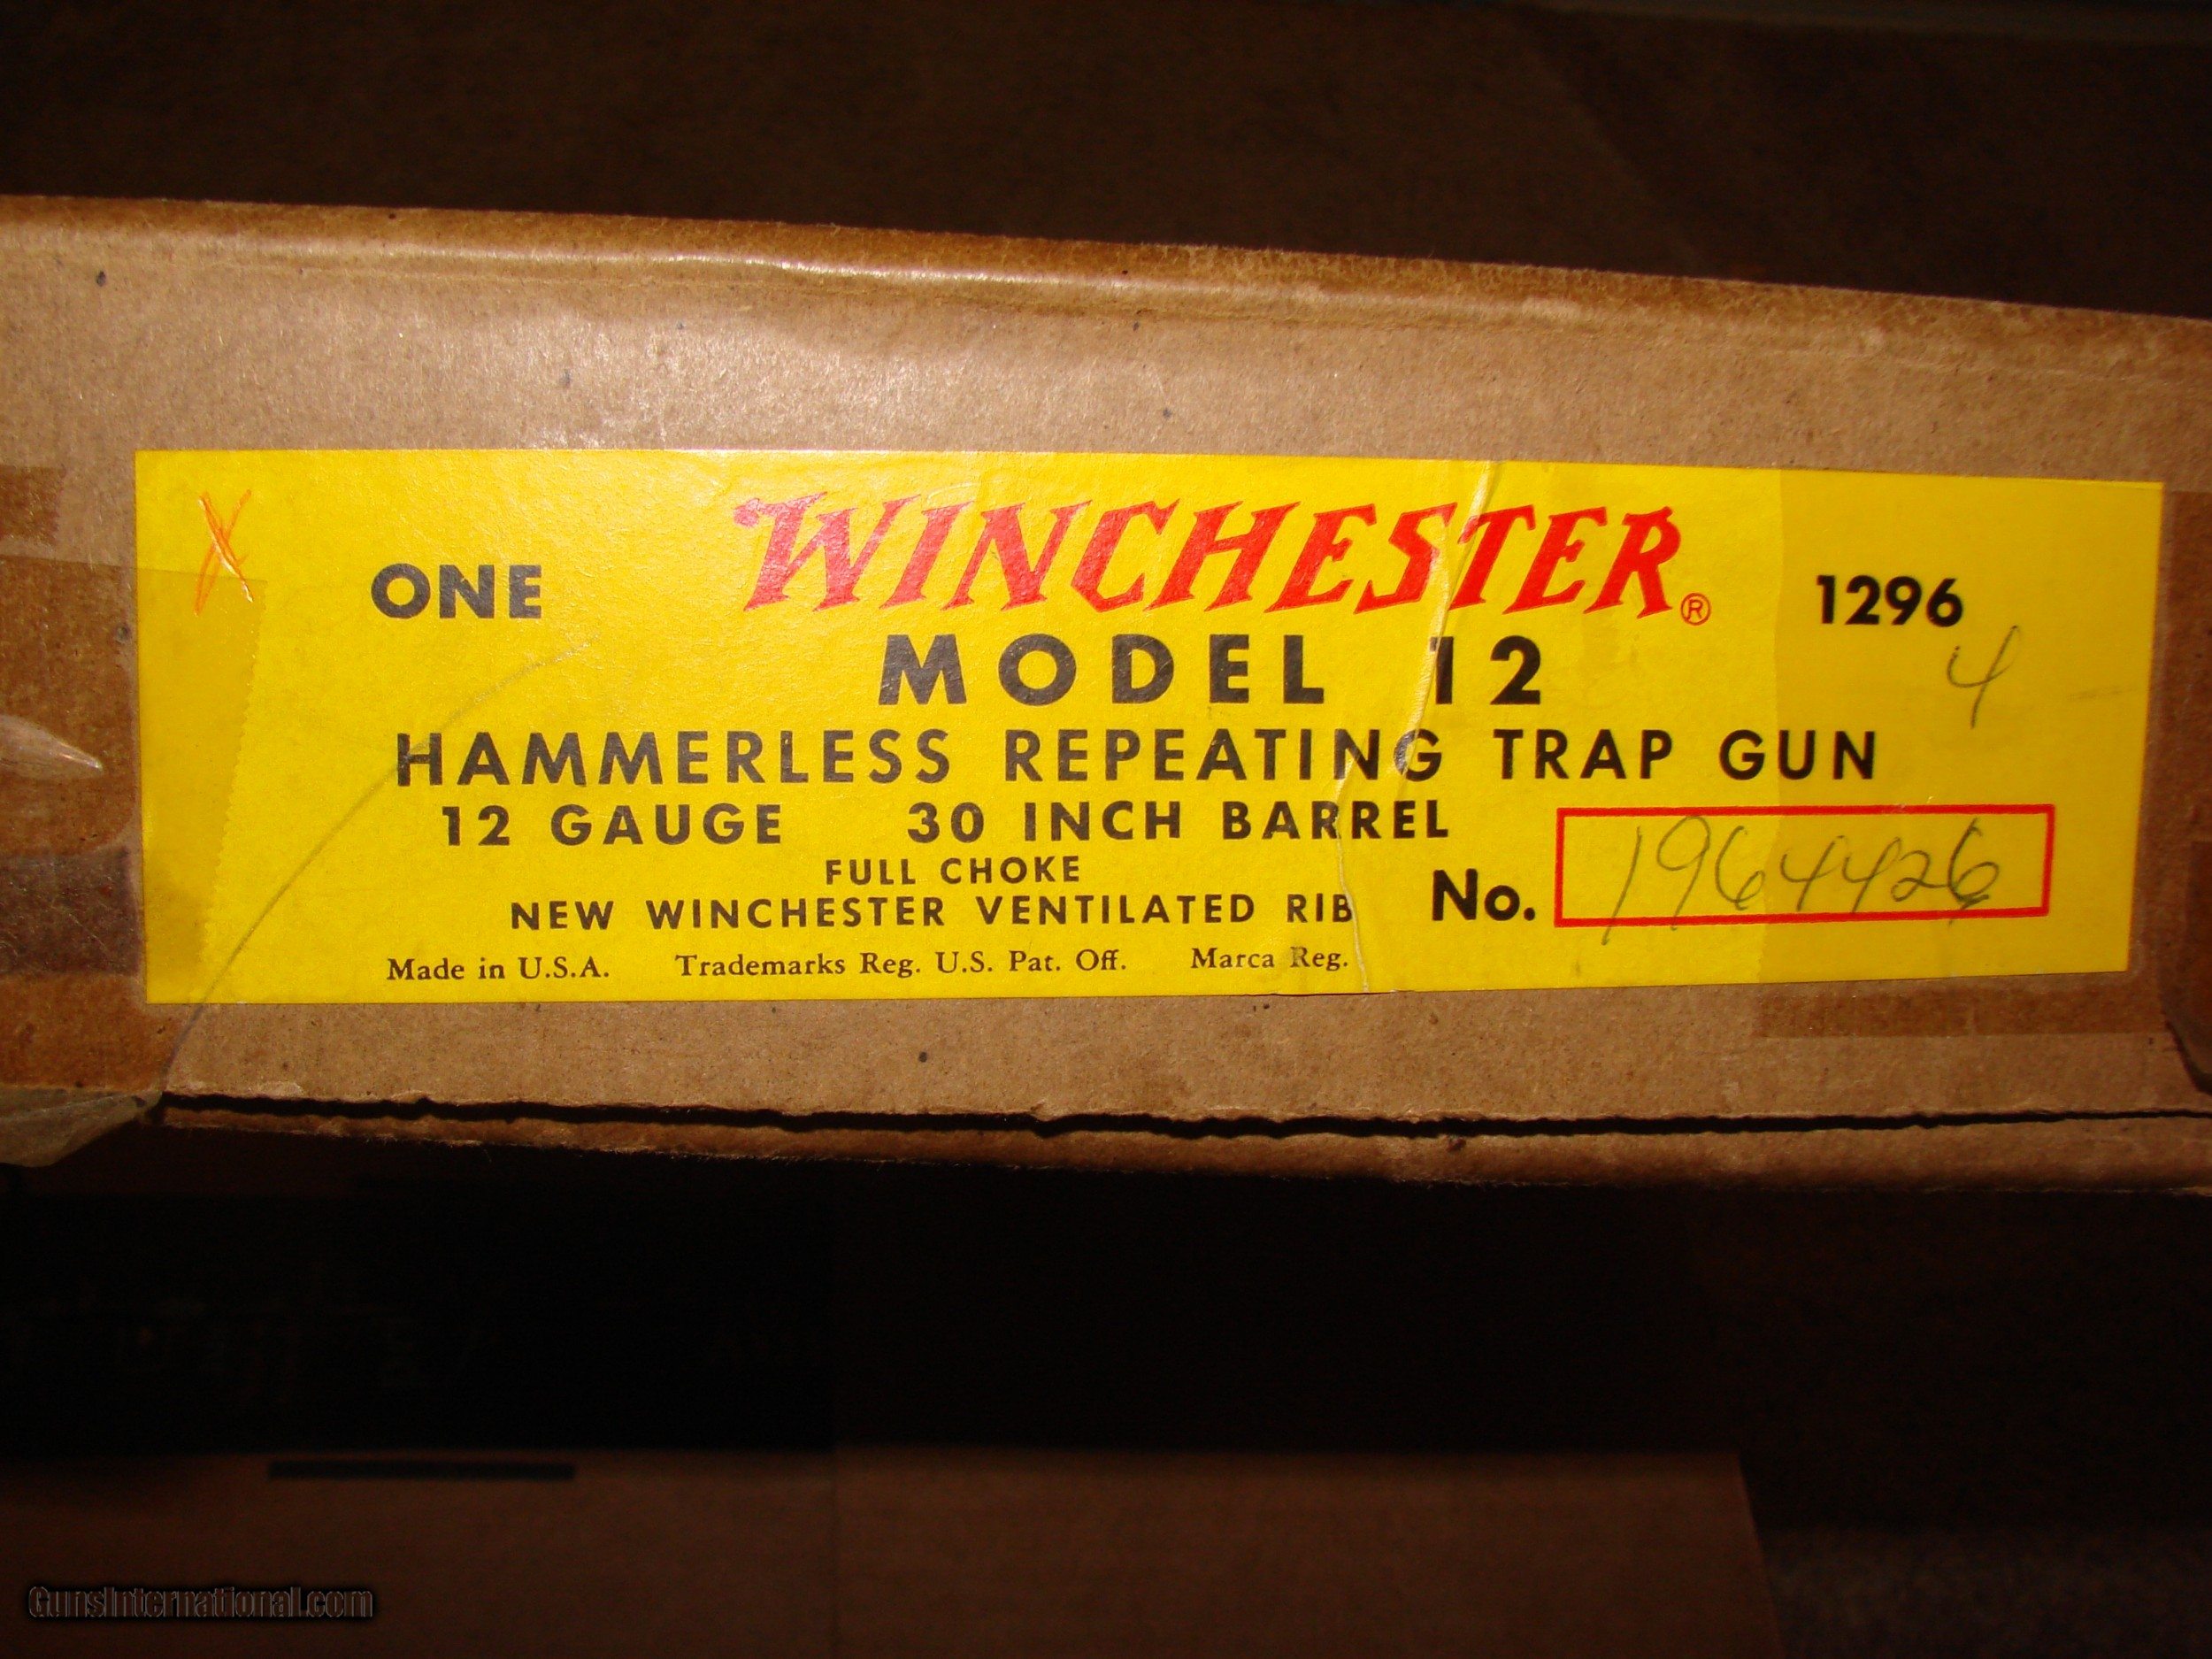 X
ONE WINCHESTER® 1296
4
MODEL 12
HAMMERLESS REPEATING TRAP GUN
12 GAUGE 30 INCH BARREL
FULL CHOKE
NEW WINCHESTER VENTILATED RIB
No. 1964426
Made in U.S.A. Trademarks Reg. U.S. Pat. Off. Marca Reg.
GunsInternational.com